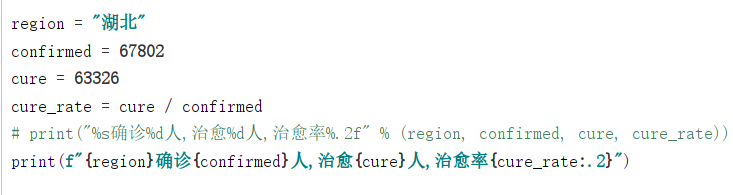 region = "湖北"
confirmed = 67802
cure = 63326
cure_rate = cure / confirmed
# print("%s确诊%d人,治愈%d人,治愈率%.2f" % (region, confirmed, cure, cure_rate))
print(f"{region}确诊{confirmed}人,治愈{cure}人,治愈率{cure_rate:.2}")